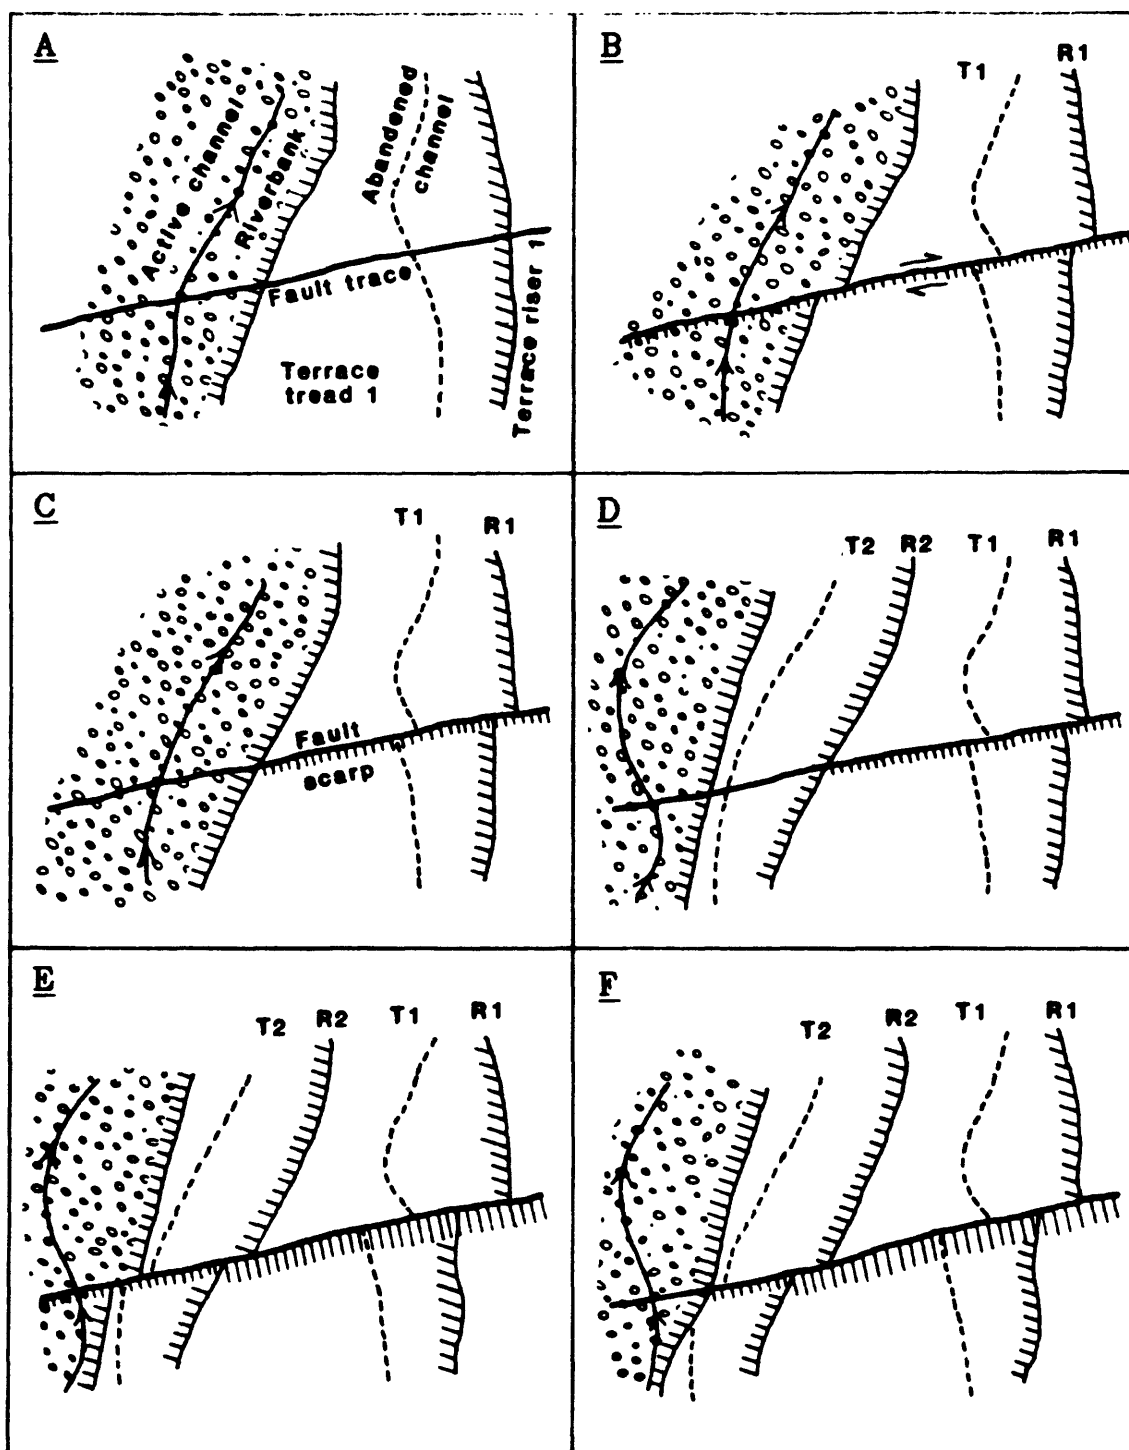 A
Active channel
Riverbank
Abandened
channel
Fault trace
Terrace
tread 1
Terrace riser 1
B
T1
R1
C
T1
R1
Fault
scarp
D
T2 R2 T1 R1
E
T2 R2 T1 R1
F
T2 R2 T1 R1